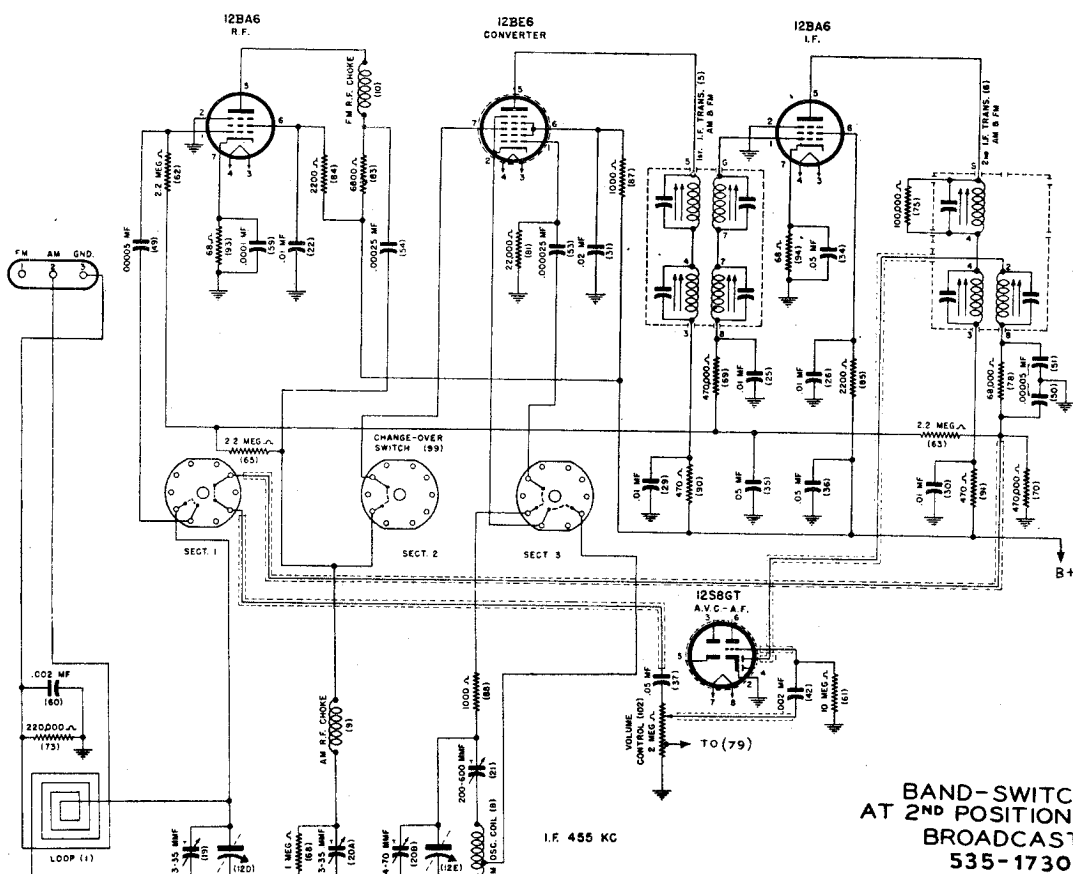 12BA6
R.F.
12BE6
CONVERTER
12BA6
I.F.
FM R.F. CHOKE
(10)
1st. I.F. TRANS. (5)
AM & FM
2ND I.F. TRANS. (6)
AM & FM
2.2 MEG.
(62)
2200
(84)
6800
(83)
1000
(87)
100,000
(75)
.00005 MF
(49)
68
(93)
.0001 MF
(59)
.01 MF
(22)
.00025 MF
(54)
22,000
(81)
.000025 MF
(53)
.02 MF
(31)
68
(94)
.05 MF
(34)
FM AM GND.
1 2 3
470,000
(69)
.01 MF
(25)
.01 MF
(26)
2200
(85)
68,000
(78)
.00005 MF
(51)
(50)
2.2 MEG
(65)
CHANGE-OVER
SWITCH (99)
2.2 MEG
(63)
.01 MF
(29)
470
(90)
.05 MF
(35)
.05 MF
(36)
.01 MF
(30)
470
(91)
470,000
(70)
SECT. 1
SECT. 2
SECT 3
B+
12S8GT
A.V.C.-A.F.
.002 MF
(60)
220,000
(73)
AM R.F. CHOKE
(9)
1000
(88)
.05 MF
(37)
.002 MF
(42)
10 MEG
(61)
VOLUME
CONTROL (102)
2 MEG
TO (79)
200-600 MMF
(21)
OSC. COIL (8)
LOOP (1)
3-35 MMF
(19)
(12D)
1 MEG
(68)
3-35 MMF
(20A)
4-70 MMF
(20B)
(12E)
I.F. 455 KC
BAND-SWITC
AT 2ND POSITION
BROADCAST
535-1730